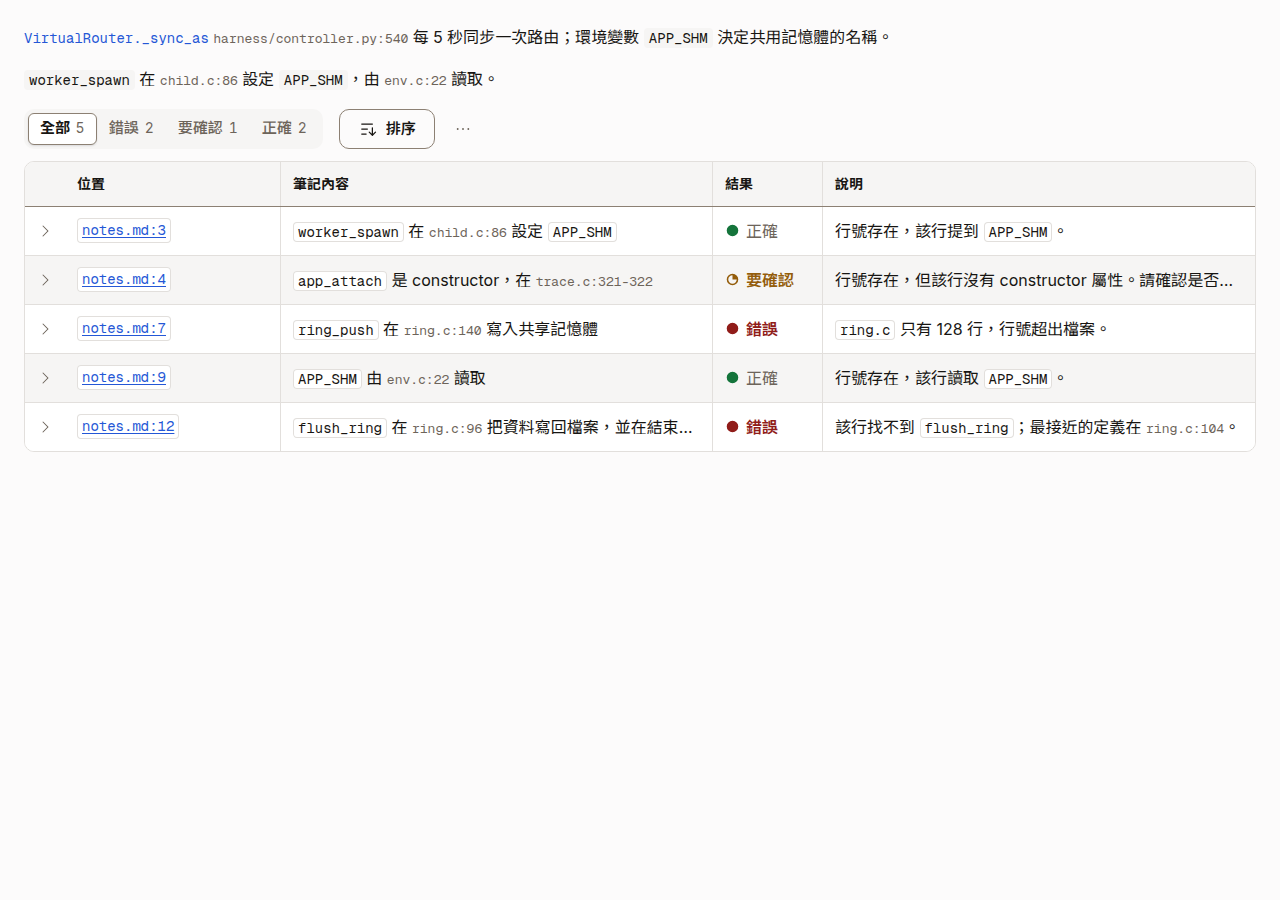 VirtualRouter._sync_as harness/controller.py:540 每 5 秒同步一次路由；環境變數 APP_SHM 決定共用記憶體的名稱。
worker_spawn 在 child.c:86 設定 APP_SHM，由 env.c:22 讀取。
全部 5 錯誤 2 要確認 1 正確 2 排序 ···
位置 筆記內容 結果 說明
notes.md:3 worker_spawn 在 child.c:86 設定 APP_SHM 正確 行號存在，該行提到 APP_SHM。
notes.md:4 app_attach 是 constructor，在 trace.c:321-322 要確認 行號存在，但該行沒有 constructor 屬性。請確認是否…
notes.md:7 ring_push 在 ring.c:140 寫入共享記憶體 錯誤 ring.c 只有 128 行，行號超出檔案。
notes.md:9 APP_SHM 由 env.c:22 讀取 正確 行號存在，該行讀取 APP_SHM。
notes.md:12 flush_ring 在 ring.c:96 把資料寫回檔案，並在結束… 錯誤 該行找不到 flush_ring；最接近的定義在 ring.c:104。